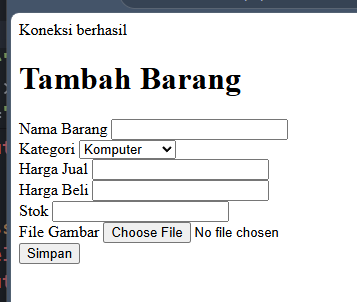 Koneksi berhasil
Tambah Barang
Nama Barang
Kategori Komputer
Harga Jual
Harga Beli
Stok
File Gambar Choose File No file chosen
Simpan